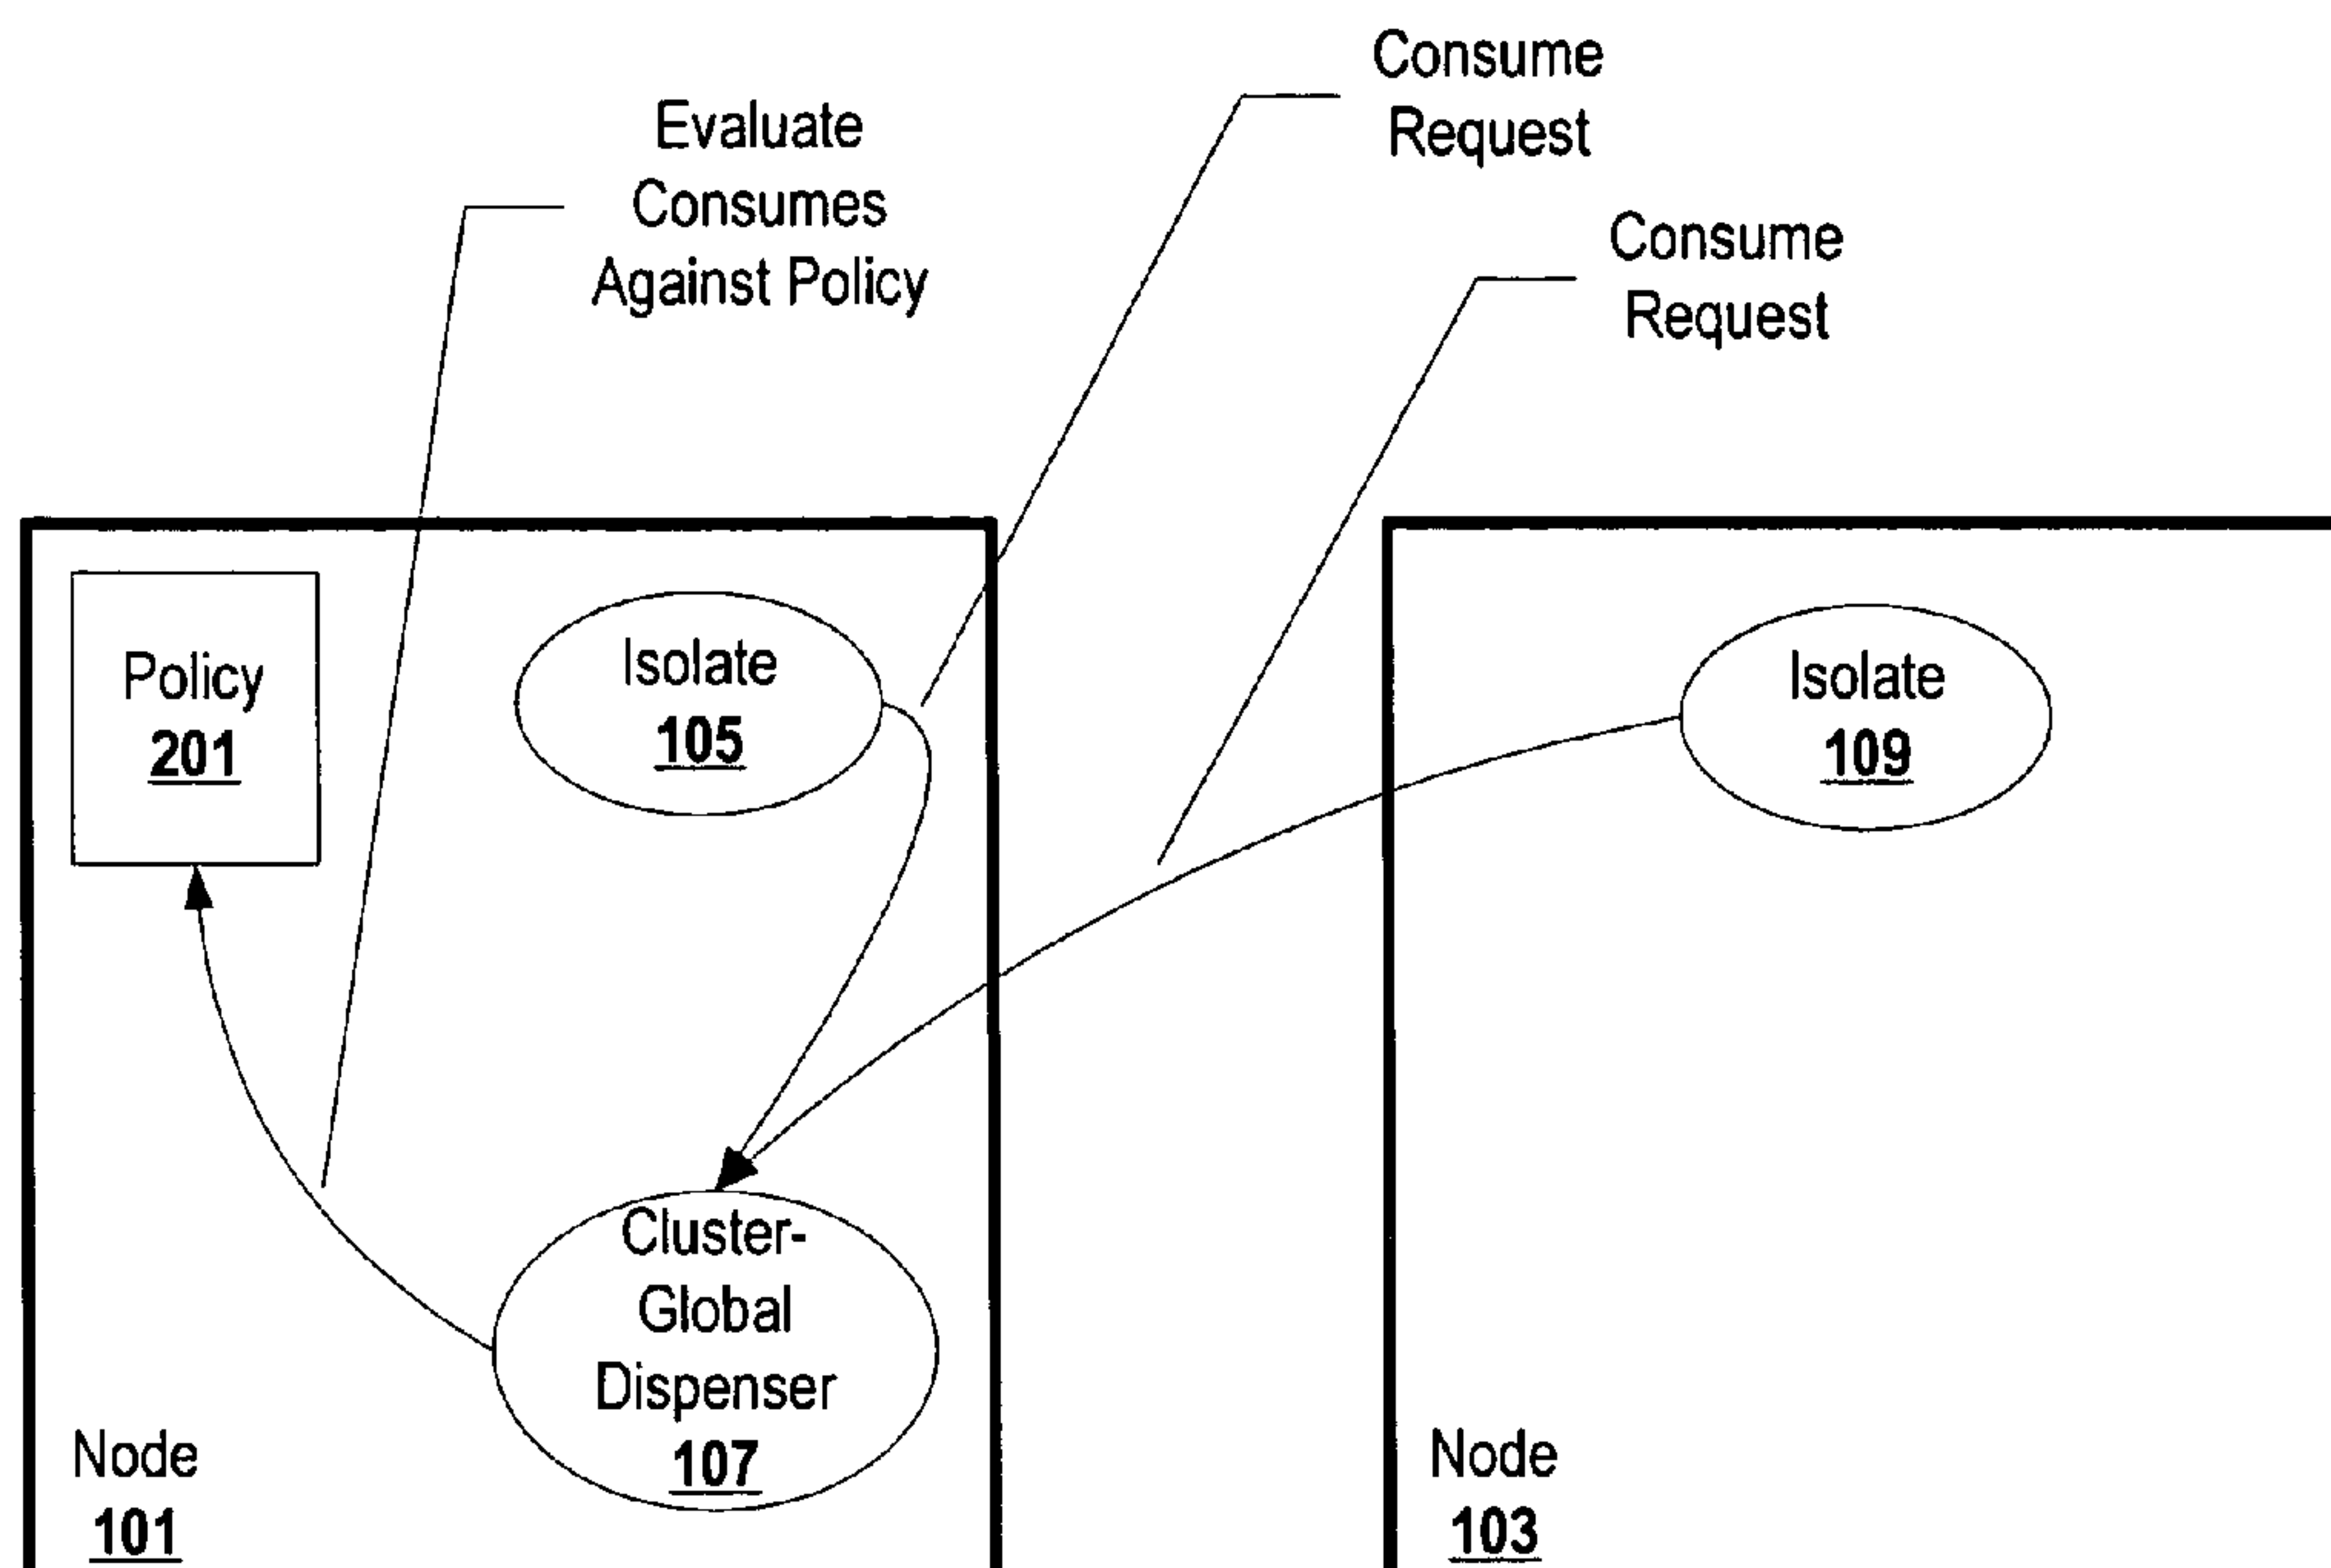 Consume
Request
Evaluate
Consumes
Against Policy
Consume
Request
Policy
201
Isolate
105
Isolate
109
Cluster-
Global
Dispenser
107
Node
101
Node
103